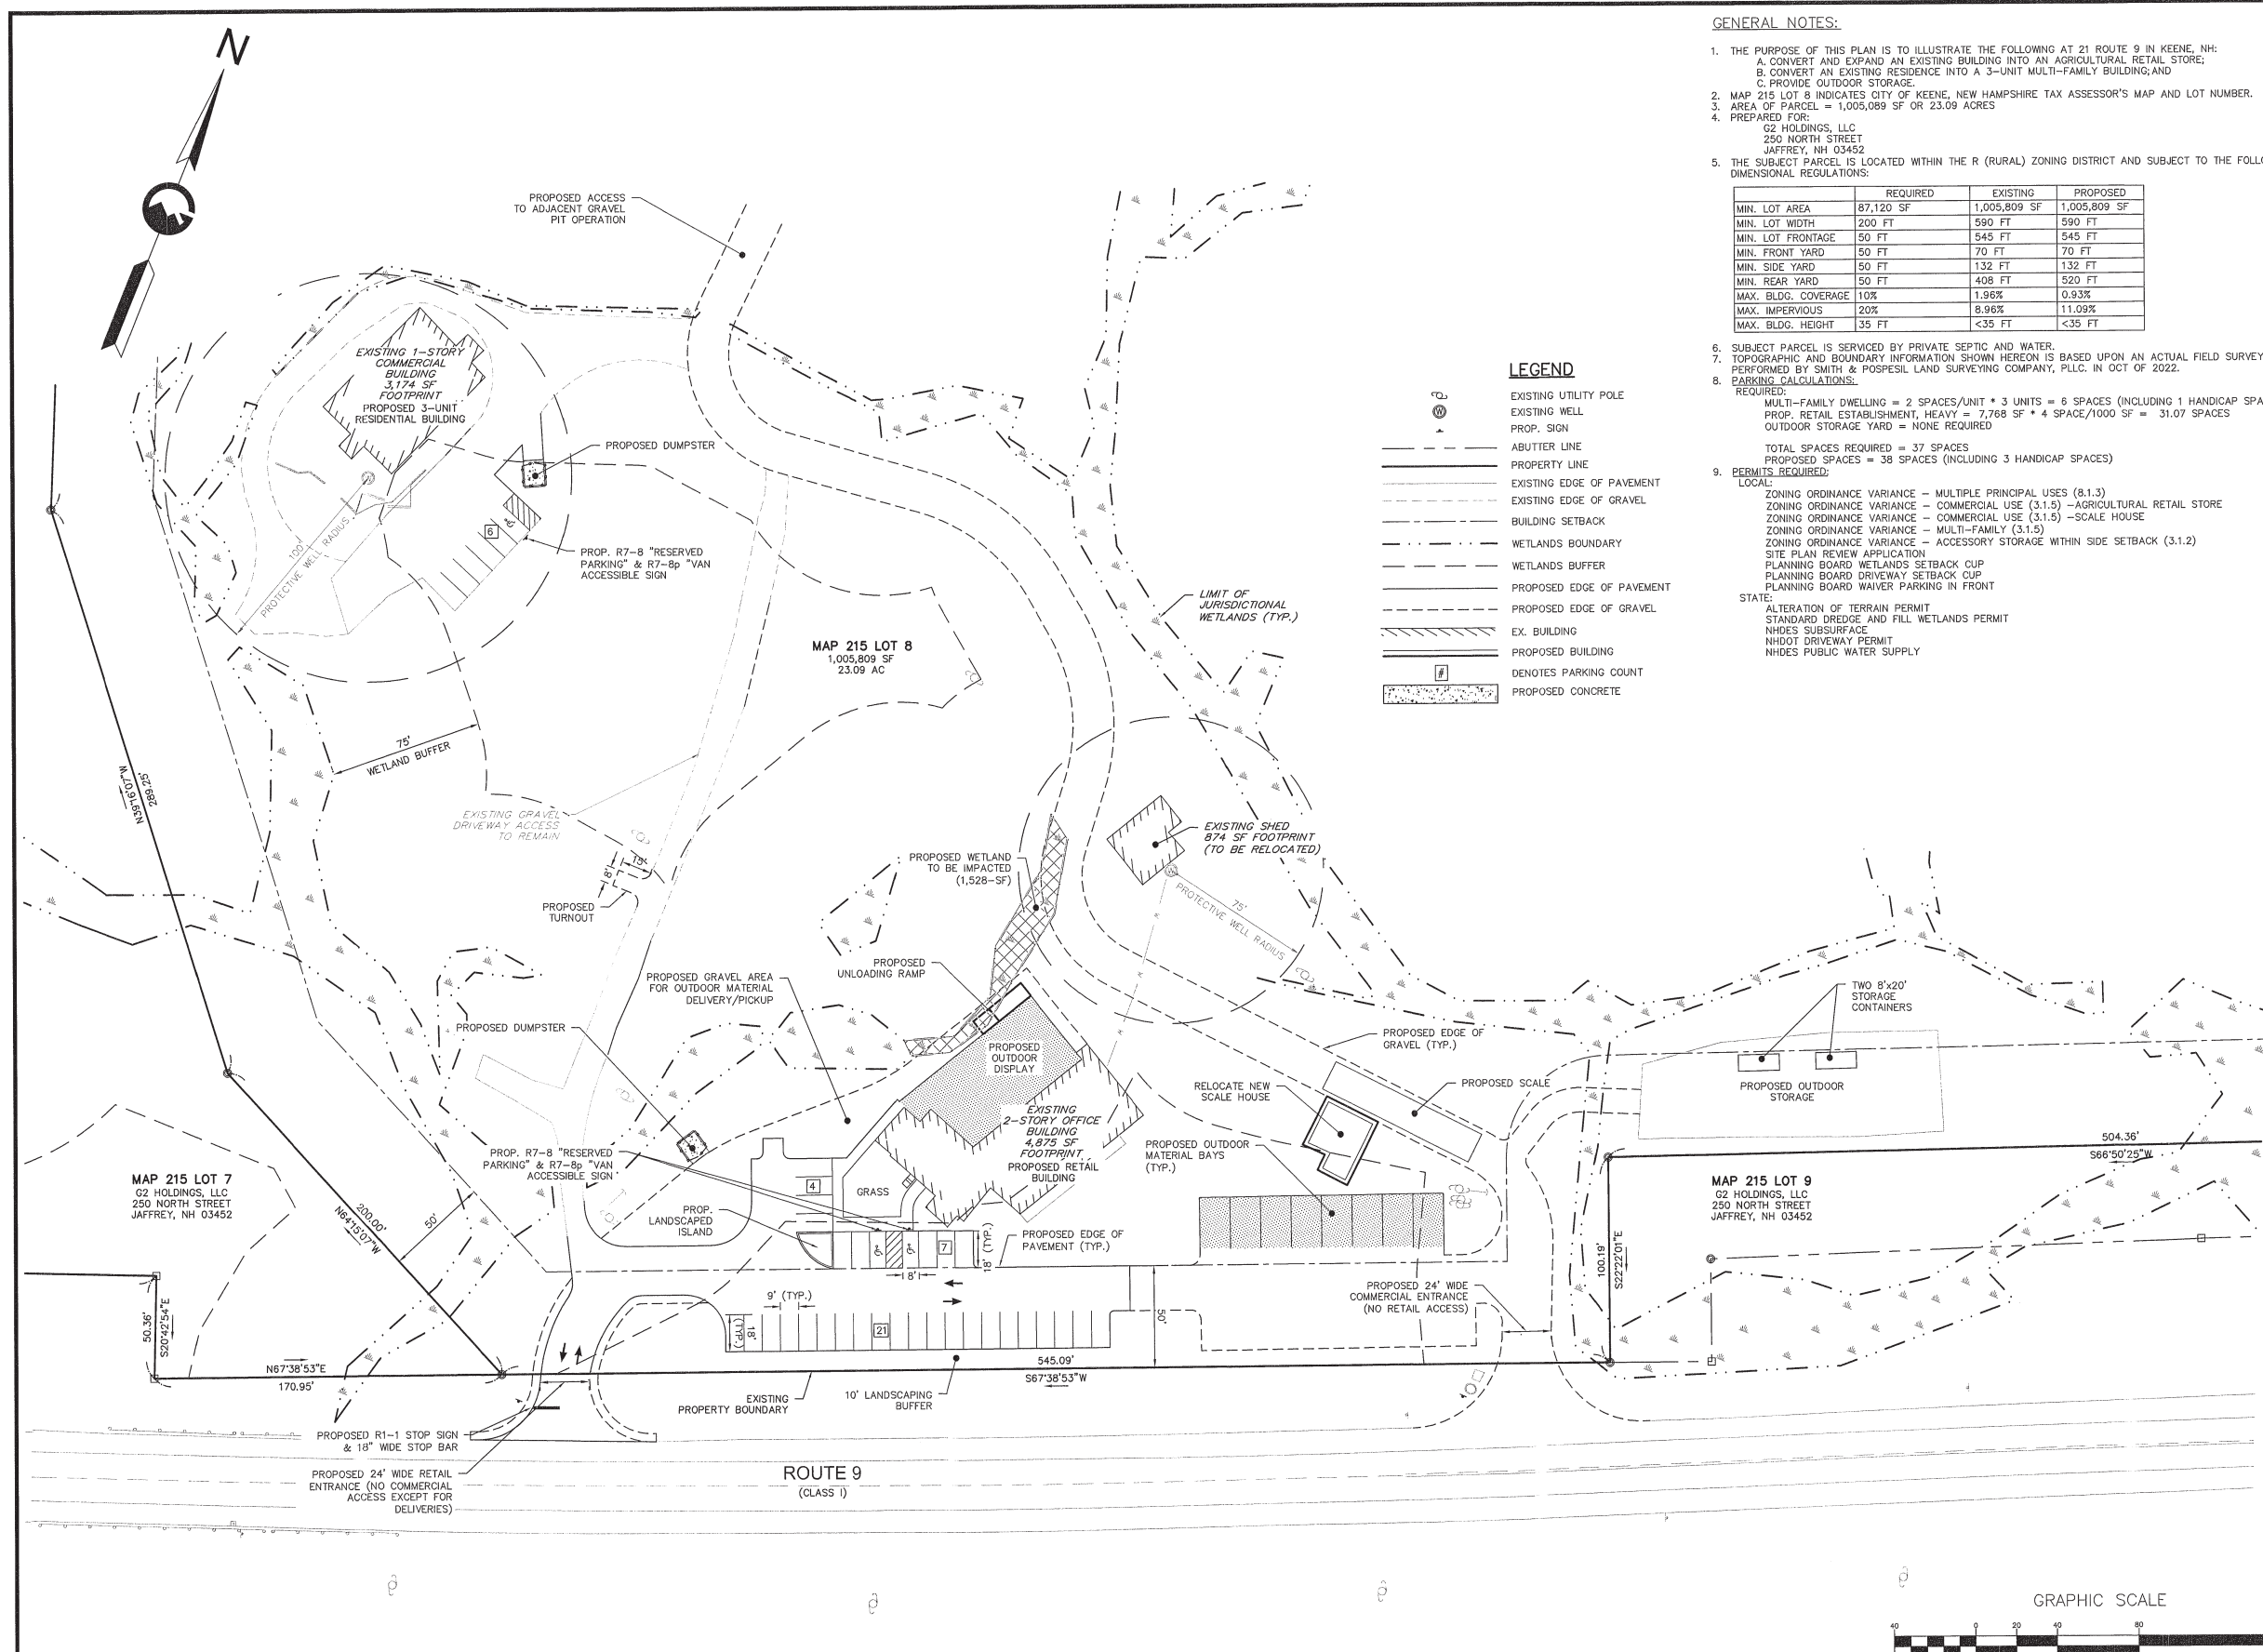 N
GENERAL NOTES:
1. THE PURPOSE OF THIS PLAN IS TO ILLUSTRATE THE FOLLOWING AT 21 ROUTE 9 IN KEENE, NH:
A. CONVERT AND EXPAND AN EXISTING BUILDING INTO AN AGRICULTURAL RETAIL STORE;
B. CONVERT AN EXISTING RESIDENCE INTO A 3-UNIT MULTI-FAMILY BUILDING;AND
C. PROVIDE OUTDOOR STORAGE.
2. MAP 215 LOT 8 INDICATES CITY OF KEENE, NEW HAMPSHIRE TAX ASSESSOR'S MAP AND LOT NUMBER.
3. AREA OF PARCEL = 1,005,089 SF OR 23.09 ACRES
4. PREPARED FOR:
G2 HOLDINGS, LLC
250 NORTH STREET
JAFFREY, NH 03452
5. THE SUBJECT PARCEL IS LOCATED WITHIN THE R (RURAL) ZONING DISTRICT AND SUBJECT TO THE FOLLO
DIMENSIONAL REGULATIONS:
REQUIRED EXISTING PROPOSED
MIN. LOT AREA 87,120 SF 1,005,809 SF 1,005,809 SF
MIN. LOT WIDTH 200 FT 590 FT 590 FT
MIN. LOT FRONTAGE 50 FT 545 FT 545 FT
MIN. FRONT YARD 50 FT 70 FT 70 FT
MIN. SIDE YARD 50 FT 132 FT 132 FT
MIN. REAR YARD 50 FT 408 FT 520 FT
MAX. BLDG. COVERAGE 10% 1.96% 0.93%
MAX. IMPERVIOUS 20% 8.96% 11.09%
MAX. BLDG. HEIGHT 35 FT <35 FT <35 FT
6. SUBJECT PARCEL IS SERVICED BY PRIVATE SEPTIC AND WATER.
7. TOPOGRAPHIC AND BOUNDARY INFORMATION SHOWN HEREON IS BASED UPON AN ACTUAL FIELD SURVEY
PERFORMED BY SMITH & POSPESIL LAND SURVEYING COMPANY, PLLC. IN OCT OF 2022.
8. PARKING CALCULATIONS:
REQUIRED:
MULTI-FAMILY DWELLING = 2 SPACES/UNIT * 3 UNITS = 6 SPACES (INCLUDING 1 HANDICAP SPA
PROP. RETAIL ESTABLISHMENT, HEAVY = 7,768 SF * 4 SPACE/1000 SF = 31.07 SPACES
OUTDOOR STORAGE YARD = NONE REQUIRED
TOTAL SPACES REQUIRED = 37 SPACES
PROPOSED SPACES = 38 SPACES (INCLUDING 3 HANDICAP SPACES)
9. PERMITS REQUIRED:
LOCAL:
ZONING ORDINANCE VARIANCE - MULTIPLE PRINCIPAL USES (8.1.3)
ZONING ORDINANCE VARIANCE - COMMERCIAL USE (3.1.5) -AGRICULTURAL RETAIL STORE
ZONING ORDINANCE VARIANCE - COMMERCIAL USE (3.1.5) -SCALE HOUSE
ZONING ORDINANCE VARIANCE - MULTI-FAMILY (3.1.5)
ZONING ORDINANCE VARIANCE - ACCESSORY STORAGE WITHIN SIDE SETBACK (3.1.2)
SITE PLAN REVIEW APPLICATION
PLANNING BOARD WETLANDS SETBACK CUP
PLANNING BOARD DRIVEWAY SETBACK CUP
PLANNING BOARD WAIVER PARKING IN FRONT
STATE:
ALTERATION OF TERRAIN PERMIT
STANDARD DREDGE AND FILL WETLANDS PERMIT
NHDES SUBSURFACE
NHDOT DRIVEWAY PERMIT
NHDES PUBLIC WATER SUPPLY
LEGEND
EXISTING UTILITY POLE
W EXISTING WELL
PROP. SIGN
ABUTTER LINE
PROPERTY LINE
EXISTING EDGE OF PAVEMENT
EXISTING EDGE OF GRAVEL
BUILDING SETBACK
WETLANDS BOUNDARY
WETLANDS BUFFER
PROPOSED EDGE OF PAVEMENT
PROPOSED EDGE OF GRAVEL
EX. BUILDING
PROPOSED BUILDING
# DENOTES PARKING COUNT
PROPOSED CONCRETE
PROPOSED ACCESS
TO ADJACENT GRAVEL
PIT OPERATION
EXISTING 1-STORY
COMMERCIAL
BUILDING
3,174 SF
FOOTPRINT
PROPOSED 3-UNIT
RESIDENTIAL BUILDING
PROPOSED DUMPSTER
6
PROP. R7-8 "RESERVED
PARKING" & R7-8p "VAN
ACCESSIBLE SIGN
100'
PROTECTIVE WELL RADIUS
LIMIT OF
JURISDICTIONAL
WETLANDS (TYP.)
MAP 215 LOT 8
1,005,809 SF
23.09 AC
75'
WETLAND BUFFER
289.25'
N39°16'07"W
EXISTING GRAVEL
DRIVEWAY ACCESS
TO REMAIN
15'
8'
PROPOSED
TURNOUT
PROPOSED WETLAND
TO BE IMPACTED
(1,528-SF)
EXISTING SHED
874 SF FOOTPRINT
(TO BE RELOCATED)
75'
PROTECTIVE WELL RADIUS
PROPOSED
UNLOADING RAMP
PROPOSED GRAVEL AREA
FOR OUTDOOR MATERIAL
DELIVERY/PICKUP
PROPOSED DUMPSTER
PROPOSED
OUTDOOR
DISPLAY
PROPOSED EDGE OF
GRAVEL (TYP.)
TWO 8'x20'
STORAGE
CONTAINERS
RELOCATE NEW
SCALE HOUSE
PROPOSED SCALE
PROPOSED OUTDOOR
STORAGE
EXISTING
2-STORY OFFICE
BUILDING
4,875 SF
FOOTPRINT
PROPOSED RETAIL
BUILDING
PROPOSED OUTDOOR
MATERIAL BAYS
(TYP.)
504.36'
S66°50'25"W
PROP. R7-8 "RESERVED
PARKING" & R7-8p "VAN
ACCESSIBLE SIGN
MAP 215 LOT 7
G2 HOLDINGS, LLC
250 NORTH STREET
JAFFREY, NH 03452
MAP 215 LOT 9
G2 HOLDINGS, LLC
250 NORTH STREET
JAFFREY, NH 03452
4
GRASS
200.00'
N64°15'07"W
50'
PROP.
LANDSCAPED
ISLAND
7
18' (TYP.)
PROPOSED EDGE OF
PAVEMENT (TYP.)
8'
100.19'
S22°22'01"E
PROPOSED 24' WIDE
COMMERCIAL ENTRANCE
(NO RETAIL ACCESS)
9' (TYP.)
18'
(TYP.)
21
50'
50.36'
S20°42'54"E
N67°38'53"E
170.95'
545.09'
S67°38'53"W
EXISTING
PROPERTY BOUNDARY
10' LANDSCAPING
BUFFER
PROPOSED R1-1 STOP SIGN
& 18" WIDE STOP BAR
PROPOSED 24' WIDE RETAIL
ENTRANCE (NO COMMERCIAL
ACCESS EXCEPT FOR
DELIVERIES)
ROUTE 9
(CLASS I)
GRAPHIC SCALE
40 0 20 40 80